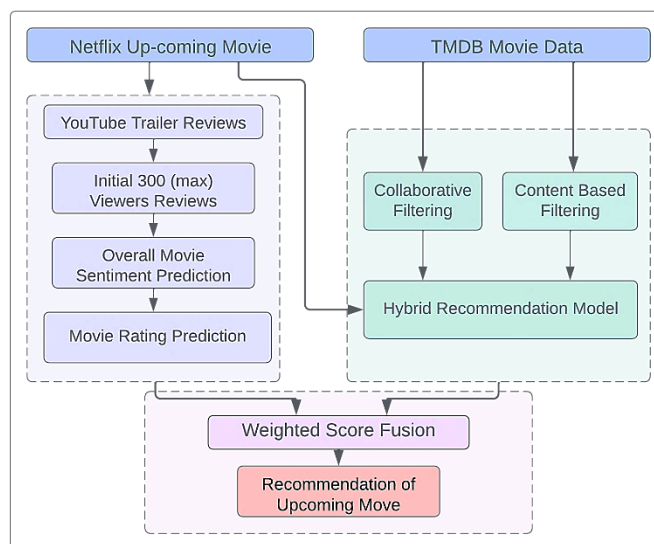 Netflix Up-coming Movie
TMDB Movie Data
YouTube Trailer Reviews
Initial 300 (max)
Viewers Reviews
Overall Movie
Sentiment Prediction
Movie Rating Prediction
Collaborative
Filtering
Content Based
Filtering
Hybrid Recommendation Model
Weighted Score Fusion
Recommendation of
Upcoming Move